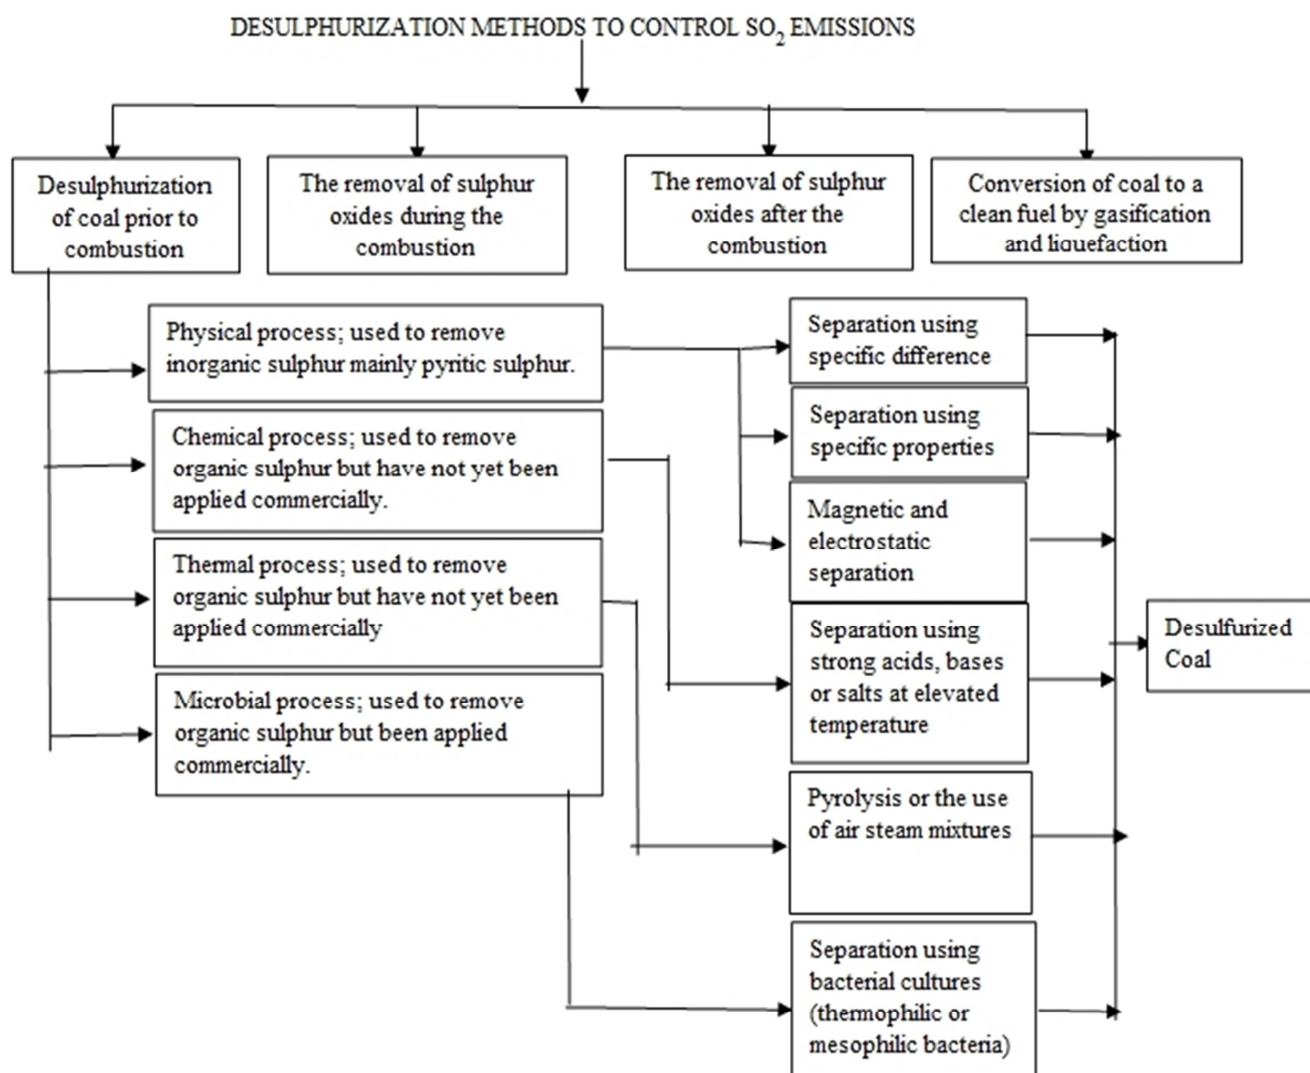 DESULPHURIZATION METHODS TO CONTROL SO2 EMISSIONS
Desulphurization
of coal prior to
combustion
The removal of sulphur
oxides during the
combustion
The removal of sulphur
oxides after the
combustion
Conversion of coal to a
clean fuel by gasification
and liquefaction
Physical process; used to remove
inorganic sulphur mainly pyritic sulphur.
Chemical process; used to remove
organic sulphur but have not yet been
applied commercially.
Thermal process; used to remove
organic sulphur but have not yet been
applied commercially
Microbial process; used to remove
organic sulphur but been applied
commercially.
Separation using
specific difference
Separation using
specific properties
Magnetic and
electrostatic
separation
Separation using
strong acids, bases
or salts at elevated
temperature
Pyrolysis or the use
of air steam mixtures
Separation using
bacterial cultures
(thermophilic or
mesophilic bacteria)
Desulfurized
Coal